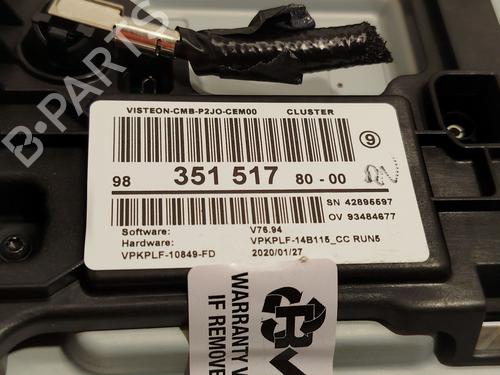 B-PARTS
VISTEON-CMB-P2JO-CEM00 CLUSTER
9
98 351 517 80-00
SN 42895597
OV 93484677
Software: V76.94
Hardware: VPKPLF-14B115_CC RUN5
VPKPLF-10849-FD 2020/01/27
WARRANTY V
IF REMOVE